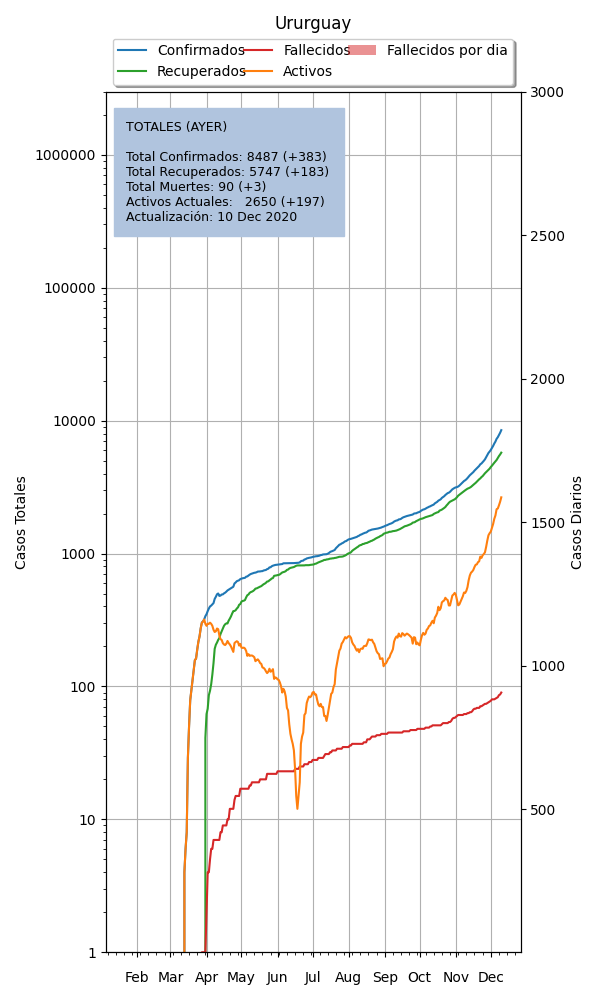 Ururguay
Confirmados
Recuperados
Fallecidos
Activos
Fallecidos por dia
TOTALES (AYER)
Total Confirmados: 8487 (+383)
Total Recuperados: 5747 (+183)
Total Muertes: 90 (+3)
Activos Actuales:   2650 (+197)
Actualización: 10 Dec 2020
Casos Totales
1000000
100000
10000
1000
100
10
1
Casos Diarios
3000
2500
2000
1500
1000
500
Feb Mar Apr May Jun Jul Aug Sep Oct Nov Dec